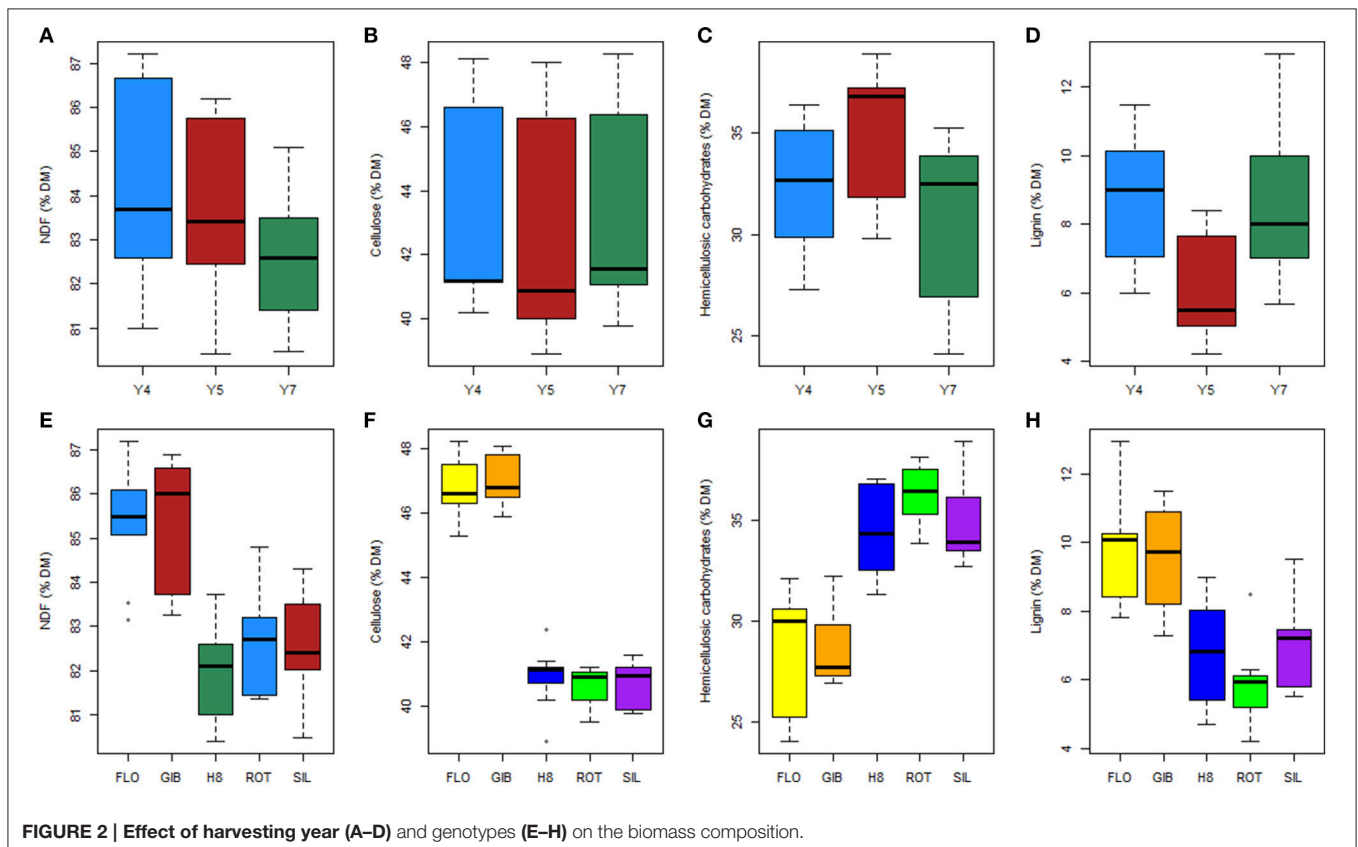 A
NDF (% DM)
87
86
85
84
83
82
81
Y4 Y5 Y7
B
Cellulose (% DM)
48
46
44
42
40
Y4 Y5 Y7
C
Hemicellulosic carbohydrates (% DM)
35
30
25
Y4 Y5 Y7
D
Lignin (% DM)
12
10
8
6
4
Y4 Y5 Y7
E
NDF (% DM)
87
86
85
84
83
82
81
FLO GIB H8 ROT SIL
F
Cellulose (% DM)
48
46
44
42
40
FLO GIB H8 ROT SIL
G
Hemicellulosic carbohydrates (% DM)
35
30
25
FLO GIB H8 ROT SIL
H
Lignin (% DM)
12
10
8
6
4
FLO GIB H8 ROT SIL
FIGURE 2 | Effect of harvesting year (A–D) and genotypes (E–H) on the biomass composition.